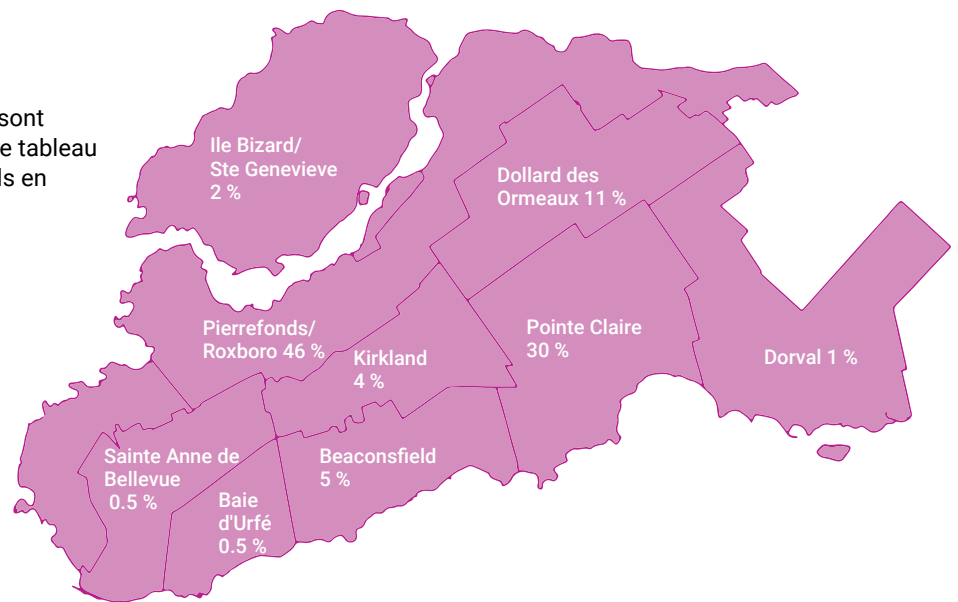 sont
e tableau
ls en
Ile Bizard/
Ste Genevieve
2 %
Dollard des
Ormeaux 11 %
Pierrefonds/
Roxboro 46 %
Kirkland
4 %
Pointe Claire
30 %
Dorval 1 %
Sainte Anne de
Bellevue
0.5 %
Beaconsfield
5 %
Baie
d'Urfé
0.5 %